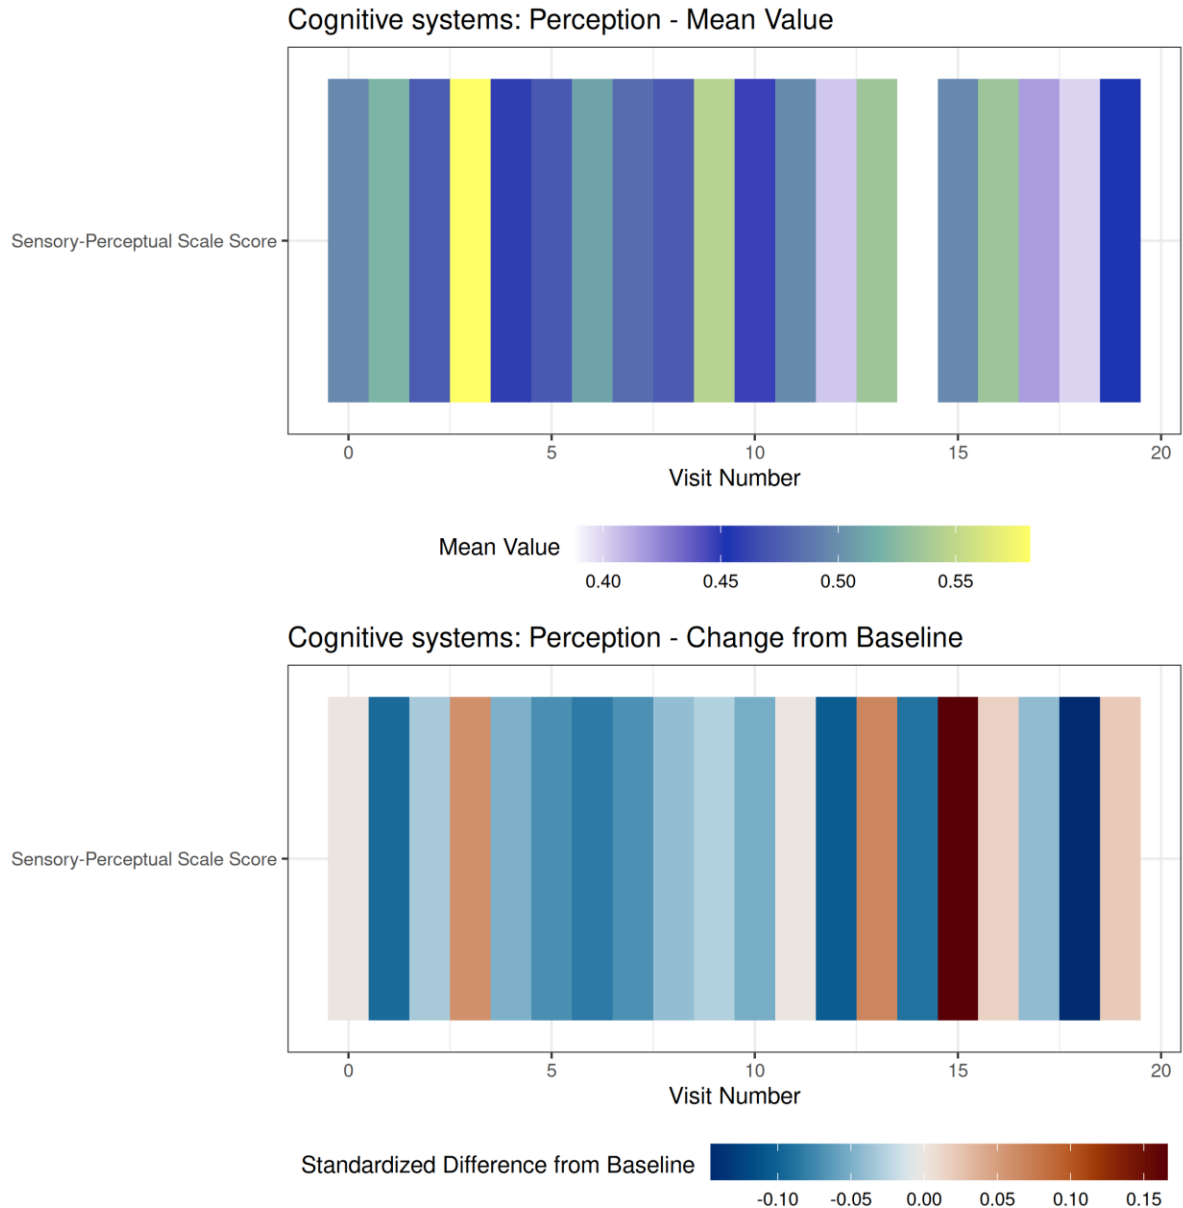 Cognitive systems: Perception - Mean Value
Sensory-Perceptual Scale Score
0 5 10 15 20
Visit Number
Mean Value
0.40 0.45 0.50 0.55
Cognitive systems: Perception - Change from Baseline
Sensory-Perceptual Scale Score
0 5 10 15 20
Visit Number
Standardized Difference from Baseline
-0.10 -0.05 0.00 0.05 0.10 0.15